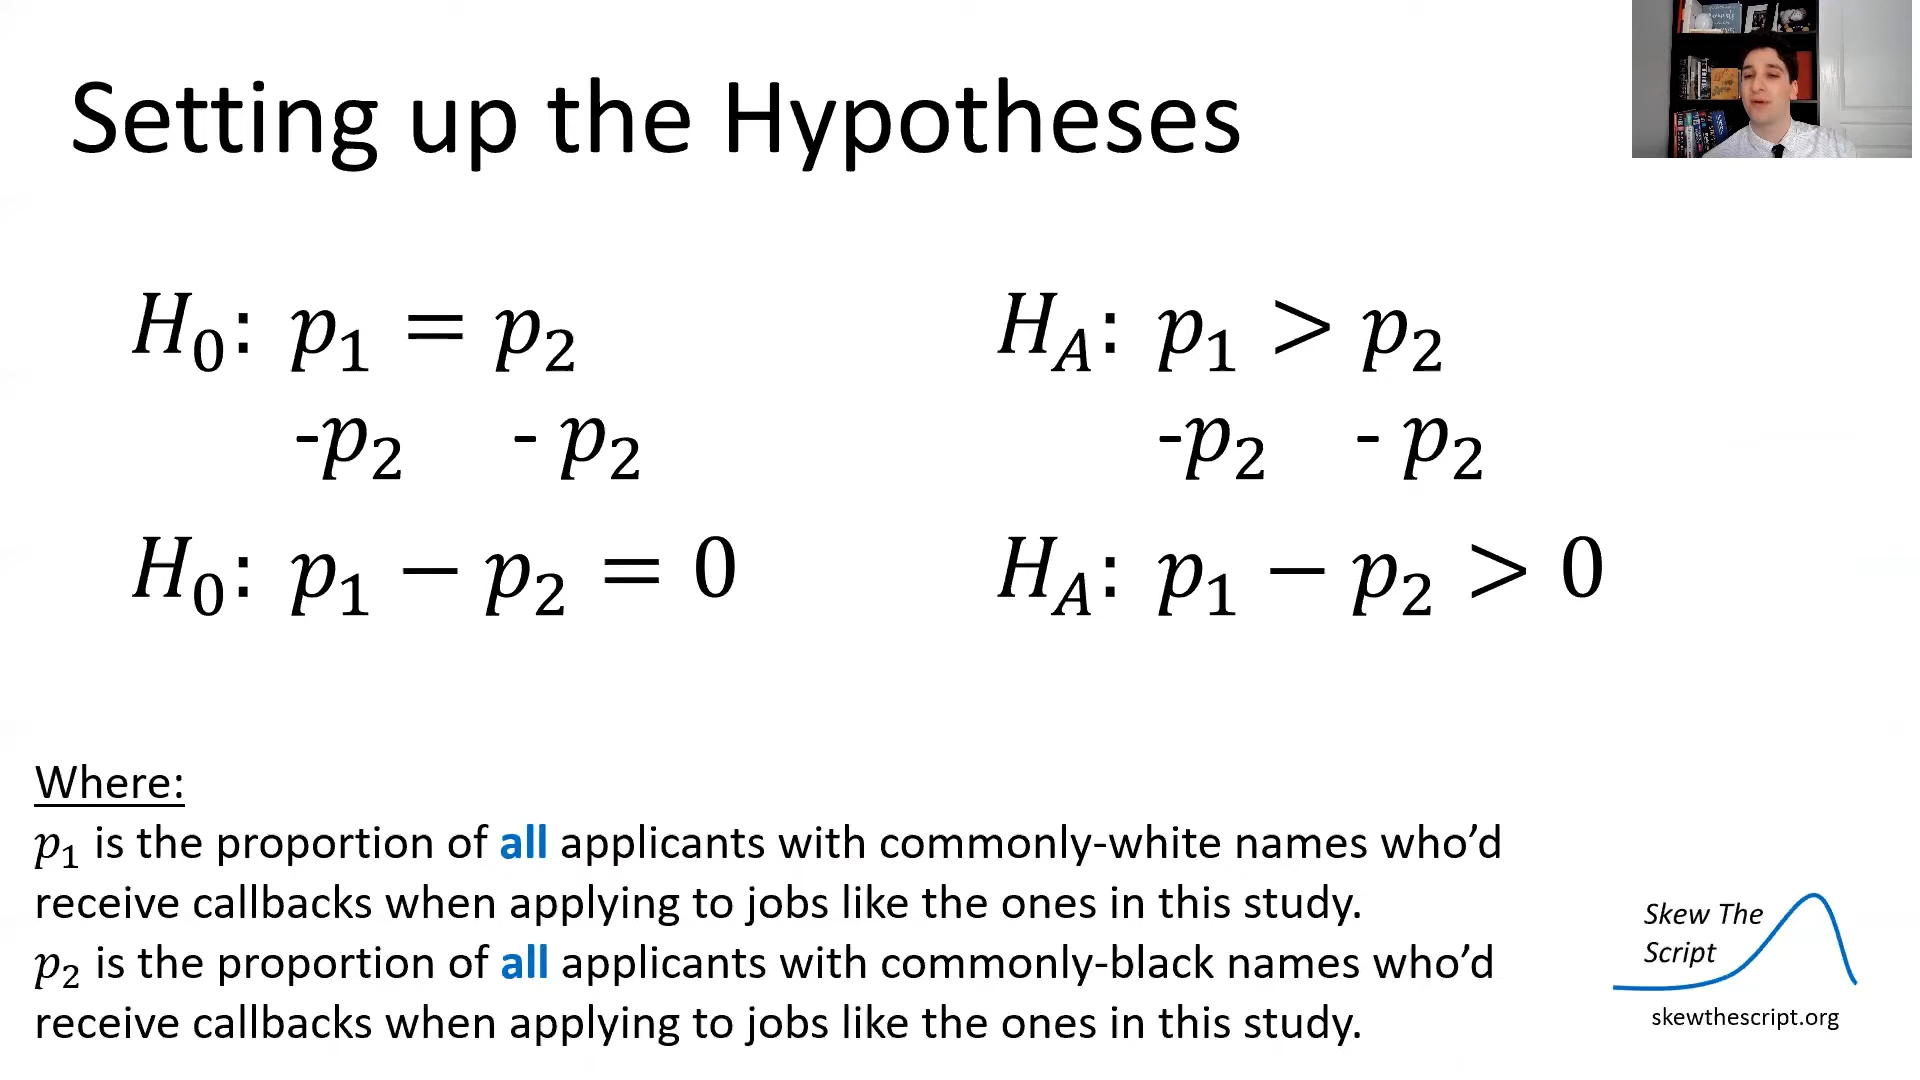 Setting up the Hypotheses
H₀: p₁ = p₂
-p₂ - p₂
H₀: p₁ − p₂ = 0
H_A: p₁ > p₂
-p₂ - p₂
H_A: p₁ − p₂ > 0
Where:
p₁ is the proportion of all applicants with commonly-white names who’d
receive callbacks when applying to jobs like the ones in this study.
p₂ is the proportion of all applicants with commonly-black names who’d
receive callbacks when applying to jobs like the ones in this study.
Skew The
Script
skewthescript.org